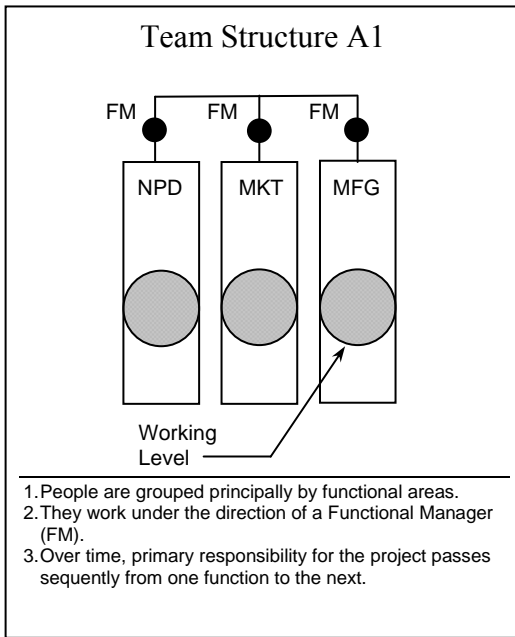 Team Structure A1
FM FM FM
NPD MKT MFG
Working
Level
1.People are grouped principally by functional areas.
2.They work under the direction of a Functional Manager
(FM).
3.Over time, primary responsibility for the project passes
sequently from one function to the next.